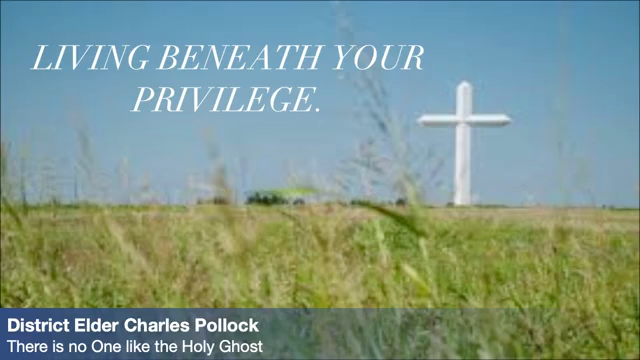 LIVING BENEATH YOUR
PRIVILEGE.
District Elder Charles Pollock
There is no One like the Holy Ghost